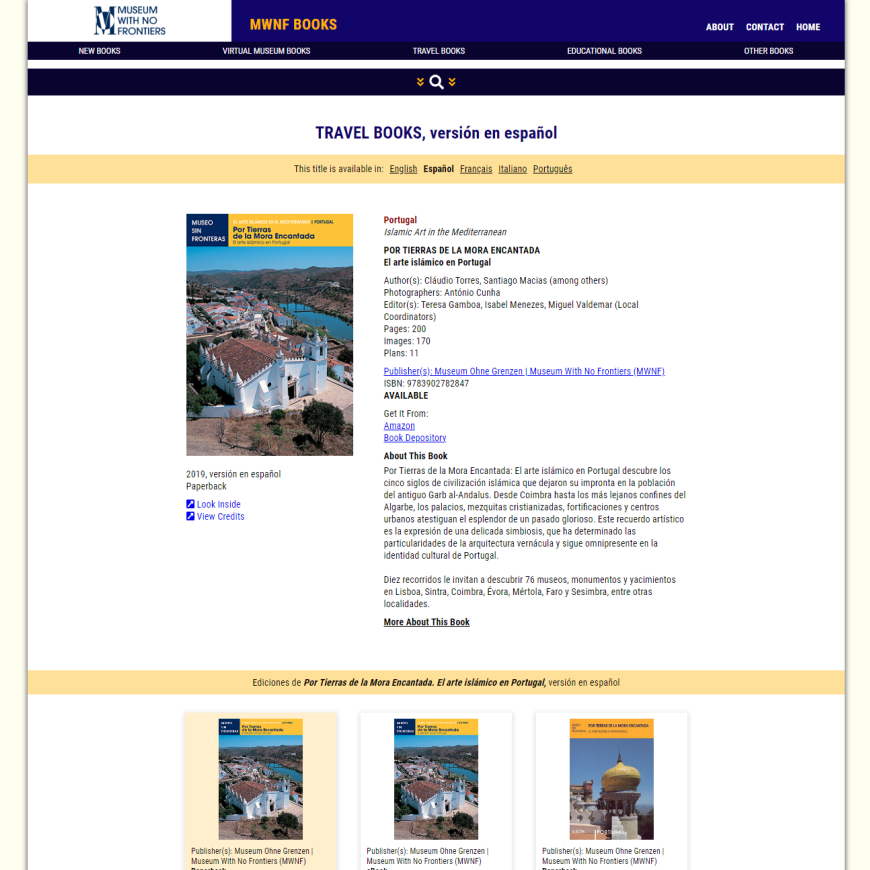 MUSEUM
WITH NO
FRONTIERS
MWNF BOOKS
ABOUT CONTACT HOME
NEW BOOKS VIRTUAL MUSEUM BOOKS TRAVEL BOOKS EDUCATIONAL BOOKS OTHER BOOKS
TRAVEL BOOKS, versión en español
This title is available in: English Español Français Italiano Português
MUSEO
SIN
FRONTERAS
EL ARTE ISLÁMICO EN EL MEDITERRÁNEO | PORTUGAL
Por Tierras
de la Mora Encantada
El arte islámico en Portugal
2019, versión en español
Paperback
Look Inside
View Credits
Portugal
Islamic Art in the Mediterranean
POR TIERRAS DE LA MORA ENCANTADA
El arte islámico en Portugal
Author(s): Cláudio Torres, Santiago Macias (among others)
Photographers: António Cunha
Editor(s): Teresa Gamboa, Isabel Menezes, Miguel Valdemar (Local
Coordinators)
Pages: 200
Images: 170
Plans: 11
Publisher(s): Museum Ohne Grenzen | Museum With No Frontiers (MWNF)
ISBN: 9783902782847
AVAILABLE
Get It From:
Amazon
Book Depository
About This Book
Por Tierras de la Mora Encantada: El arte islámico en Portugal descubre los
cinco siglos de civilización islámica que dejaron su impronta en la población
del antiguo Garb al-Andalus. Desde Coimbra hasta los más lejanos confines del
Algarbe, los palacios, mezquitas cristianizadas, fortificaciones y centros
urbanos atestiguan el esplendor de un pasado glorioso. Este recuerdo artístico
es la expresión de una delicada simbiosis, que ha determinado las
particularidades de la arquitectura vernácula y sigue omnipresente en la
identidad cultural de Portugal.
Diez recorridos le invitan a descubrir 76 museos, monumentos y yacimientos
en Lisboa, Sintra, Coimbra, Évora, Mértola, Faro y Sesimbra, entre otras
localidades.
More About This Book
Ediciones de Por Tierras de la Mora Encantada. El arte islámico en Portugal, versión en español
Por Tierras
de la Mora Encantada
Por Tierras
de la Mora Encantada
POR TIERRAS DE LA MORA ENCANTADA
PORTUGAL
Publisher(s): Museum Ohne Grenzen |
Museum With No Frontiers (MWNF)
Publisher(s): Museum Ohne Grenzen |
Museum With No Frontiers (MWNF)
Publisher(s): Museum Ohne Grenzen |
Museum With No Frontiers (MWNF)